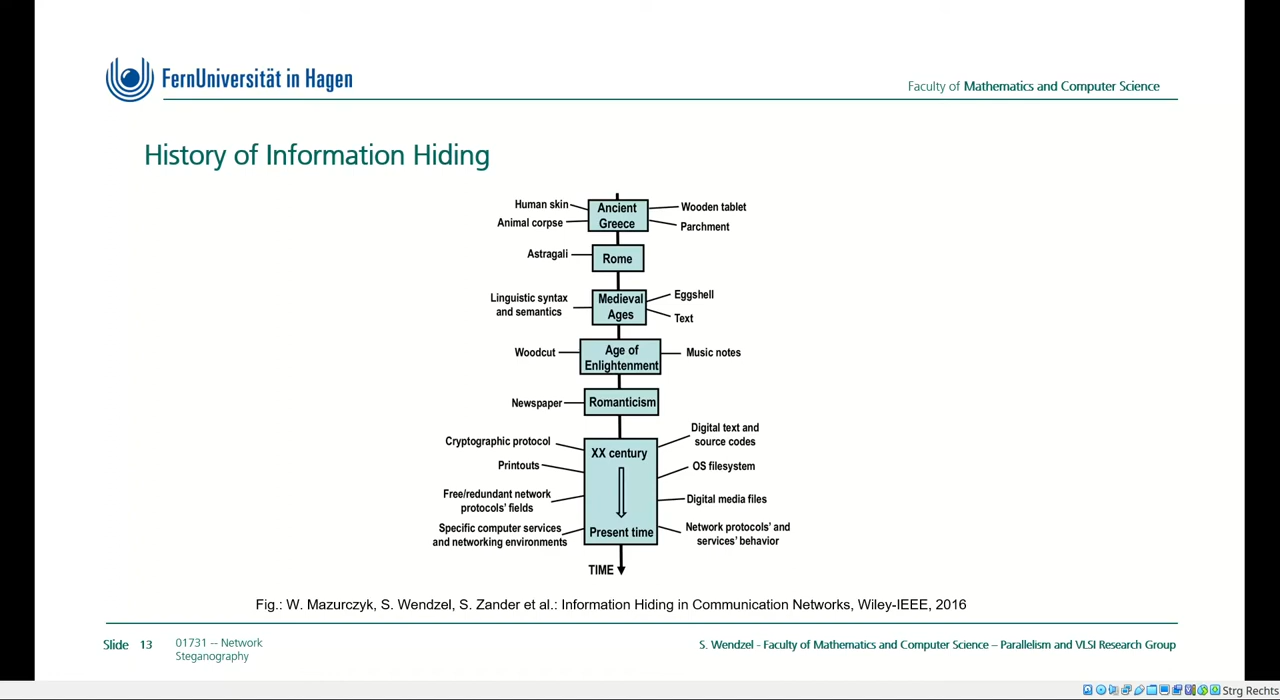 FernUniversität in Hagen
Faculty of Mathematics and Computer Science
History of Information Hiding
Human skin
Animal corpse
Ancient
Greece
Wooden tablet
Parchment
Astragali
Rome
Linguistic syntax
and semantics
Medieval
Ages
Eggshell
Text
Woodcut
Age of
Enlightenment
Music notes
Newspaper
Romanticism
Cryptographic protocol
Printouts
Free/redundant network
protocols' fields
Specific computer services
and networking environments
XX century
Present time
Digital text and
source codes
OS filesystem
Digital media files
Network protocols' and
services' behavior
TIME
Fig.: W. Mazurczyk, S. Wendzel, S. Zander et al.: Information Hiding in Communication Networks, Wiley-IEEE, 2016
Slide 13
01731 -- Network
Steganography
S. Wendzel - Faculty of Mathematics and Computer Science – Parallelism and VLSI Research Group
Strg Rechts